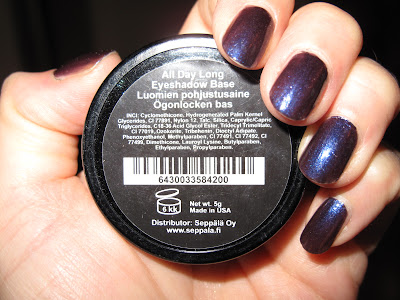 All Day Long
Eyeshadow Base
Luomien pohjustusaine
Ögonlocken bas
INCI: Cyclomethicone, Hydrogenerated Palm Kernel
Glycerides, CI 77891, Nylon 12, Talc, Silica, Caprylic/Capric
Triglycerides, C18-36 Acid Glycol Ester, Tridecyl Trimellitate,
CI 77019, Ozokerite, Tribehenin, Dioctyl Adipate,
Phenoxyethanol, Methylparaben, CI 77491, CI 77492, CI
77499, Dimethicone, Lauroyl Lysine, Butylparaben,
Ethylparaben, Propylparaben.
6430033584200
6 kk
Net wt. 5g
Made in USA
Distributor: Seppälä Oy
www.seppala.fi